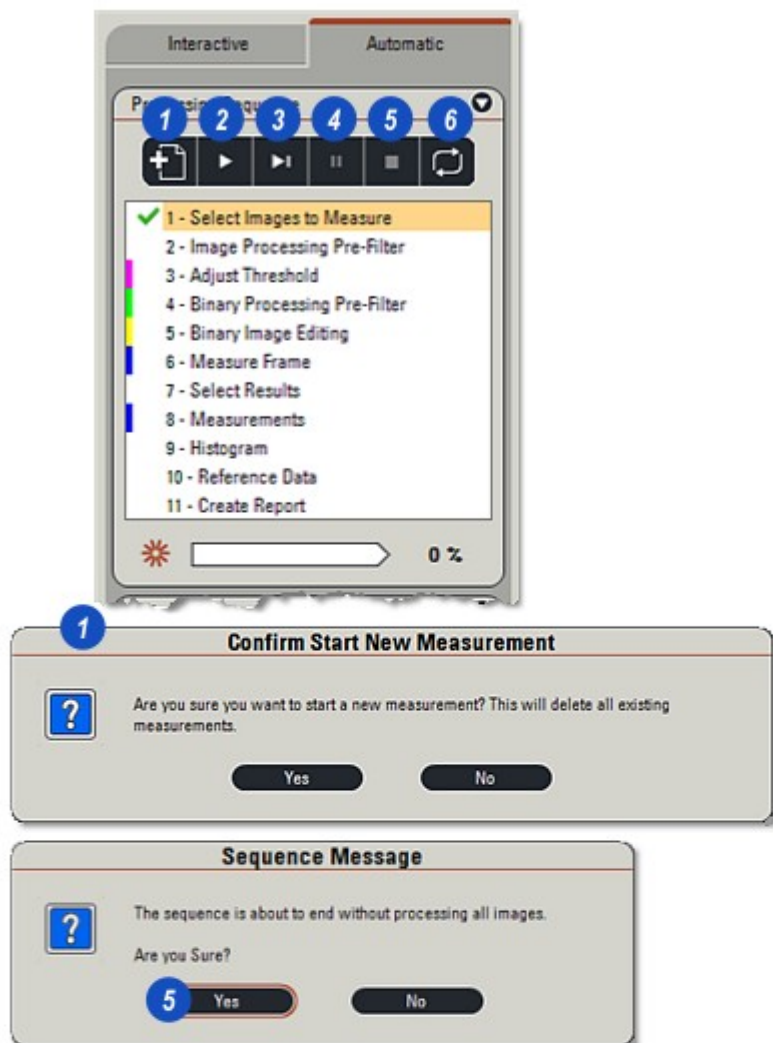 Interactive
Automatic
1 2 3 4 5 6
1 - Select Images to Measure
2 - Image Processing Pre-Filter
3 - Adjust Threshold
4 - Binary Processing Pre-Filter
5 - Binary Image Editing
6 - Measure Frame
7 - Select Results
8 - Measurements
9 - Histogram
10 - Reference Data
11 - Create Report
0 %
1
Confirm Start New Measurement
? Are you sure you want to start a new measurement? This will delete all existing
measurements.
Yes No
Sequence Message
? The sequence is about to end without processing all images.
Are you Sure?
5 Yes No